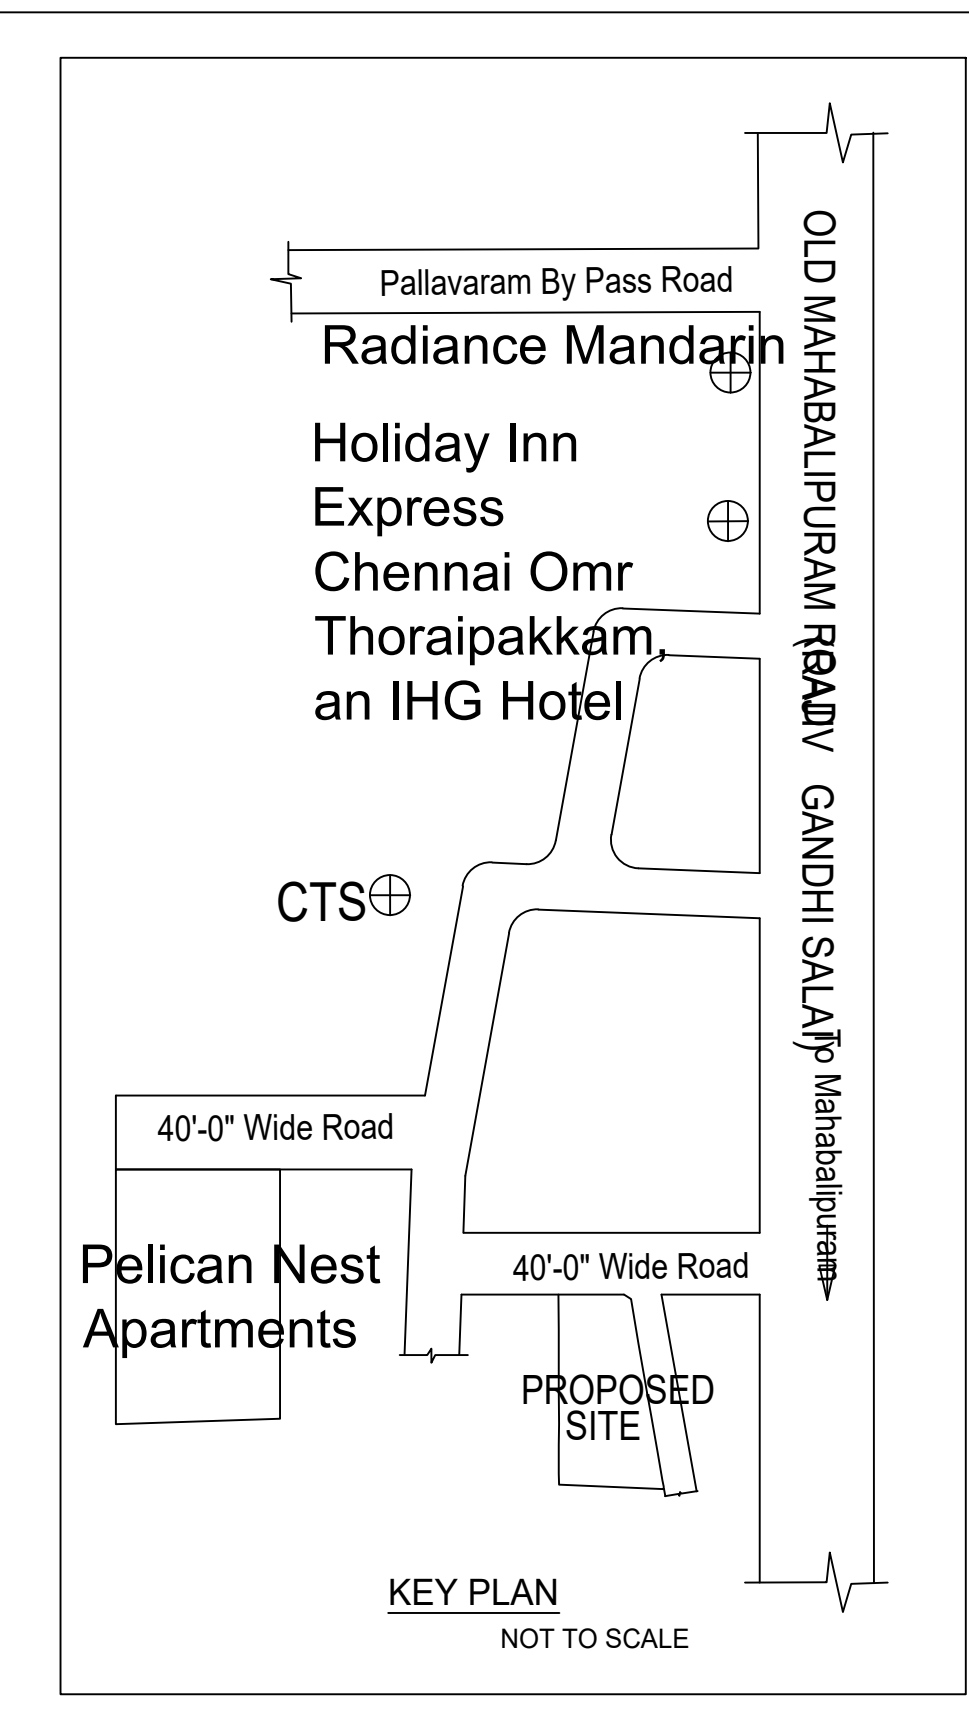 Pallavaram By Pass Road
Radiance Mandarin
Holiday Inn
Express
Chennai Omr
Thoraipakkam,
an IHG Hotel
OLD MAHABALIPURAM ROAD
(RAJIV GANDHI SALAI)
To Mahabalipuram
CTS
40'-0" Wide Road
Pelican Nest
Apartments
40'-0" Wide Road
PROPOSED
SITE
KEY PLAN
NOT TO SCALE